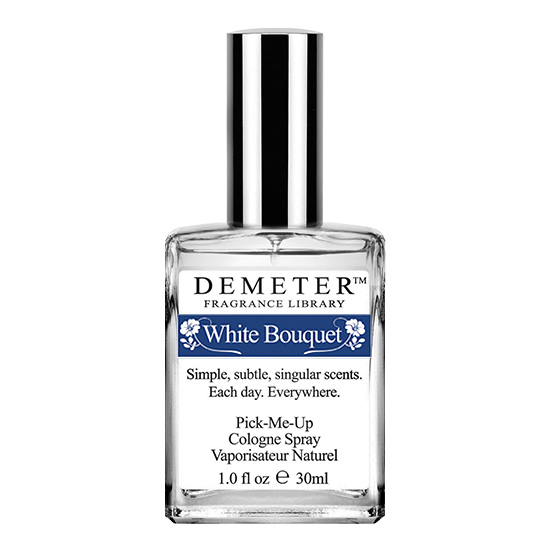 DEMETER™
FRAGRANCE LIBRARY
White Bouquet
Simple, subtle, singular scents.
Each day. Everywhere.
Pick-Me-Up
Cologne Spray
Vaporisateur Naturel
1.0 fl oz ℮ 30ml